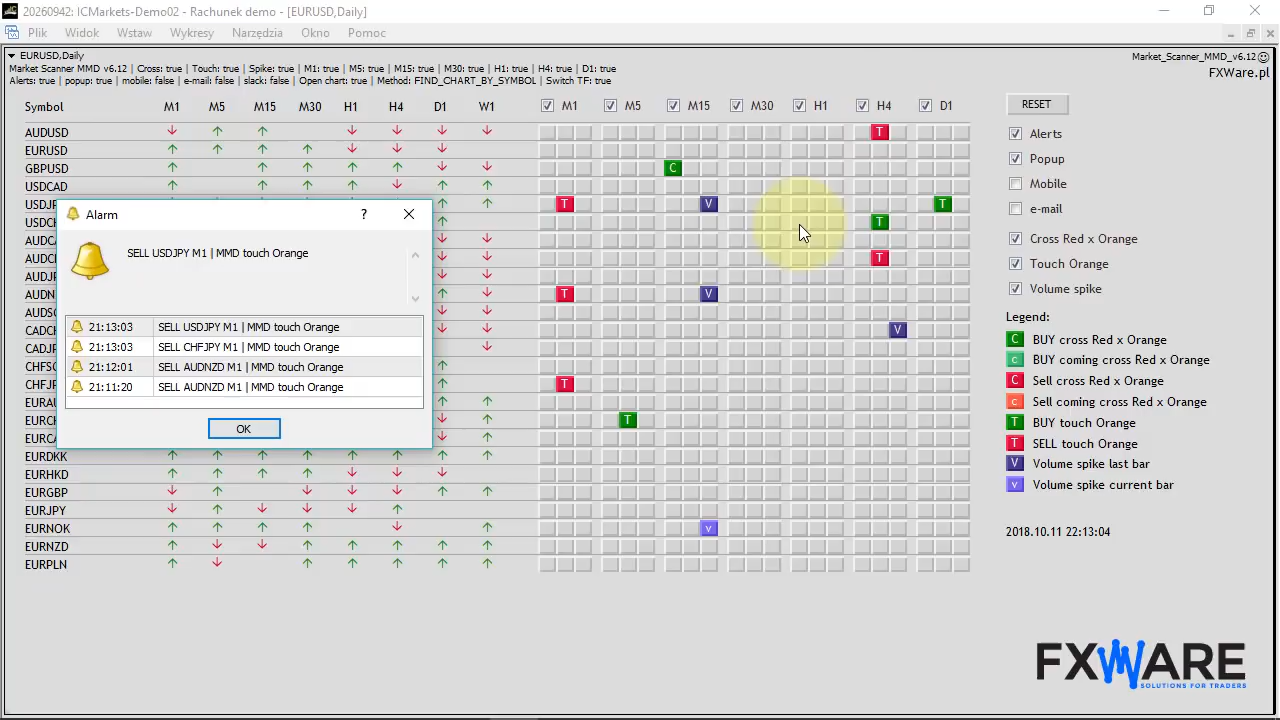 20260942: ICMarkets-Demo02 - Rachunek demo - [EURUSD,Daily]
Plik Widok Wstaw Wykresy Narzędzia Okno Pomoc
EURUSD,Daily
Market_Scanner_MMD_v6.12
Market Scanner MMD v6.12 | Cross: true | Touch: true | Spike: true | M1: true | M5: true | M15: true | M30: true | H1: true | H4: true | D1: true
Alerts: true | popup: true | mobile: false | e-mail: false | slack: false | Open chart: true | Method: FIND_CHART_BY_SYMBOL | Switch TF: true
FXWare.pl
Symbol M1 M5 M15 M30 H1 H4 D1 W1 M1 M5 M15 M30 H1 H4 D1
RESET
AUDUSD T
EURUSD
GBPUSD C
USDCAD
T V T
T
T
T V
V
T
T
EURDKK
EURHKD
EURGBP
EURJPY
EURNOK v
EURNZD
EURPLN
Alarm
?
SELL USDJPY M1 | MMD touch Orange
21:13:03 SELL USDJPY M1 | MMD touch Orange
21:13:03 SELL CHFJPY M1 | MMD touch Orange
21:12:01 SELL AUDNZD M1 | MMD touch Orange
21:11:20 SELL AUDNZD M1 | MMD touch Orange
OK
Alerts
Popup
Mobile
e-mail
Cross Red x Orange
Touch Orange
Volume spike
Legend:
C BUY cross Red x Orange
c BUY coming cross Red x Orange
C Sell cross Red x Orange
c Sell coming cross Red x Orange
T BUY touch Orange
T SELL touch Orange
V Volume spike last bar
v Volume spike current bar
2018.10.11 22:13:04
FXWARE
SOLUTIONS FOR TRADERS